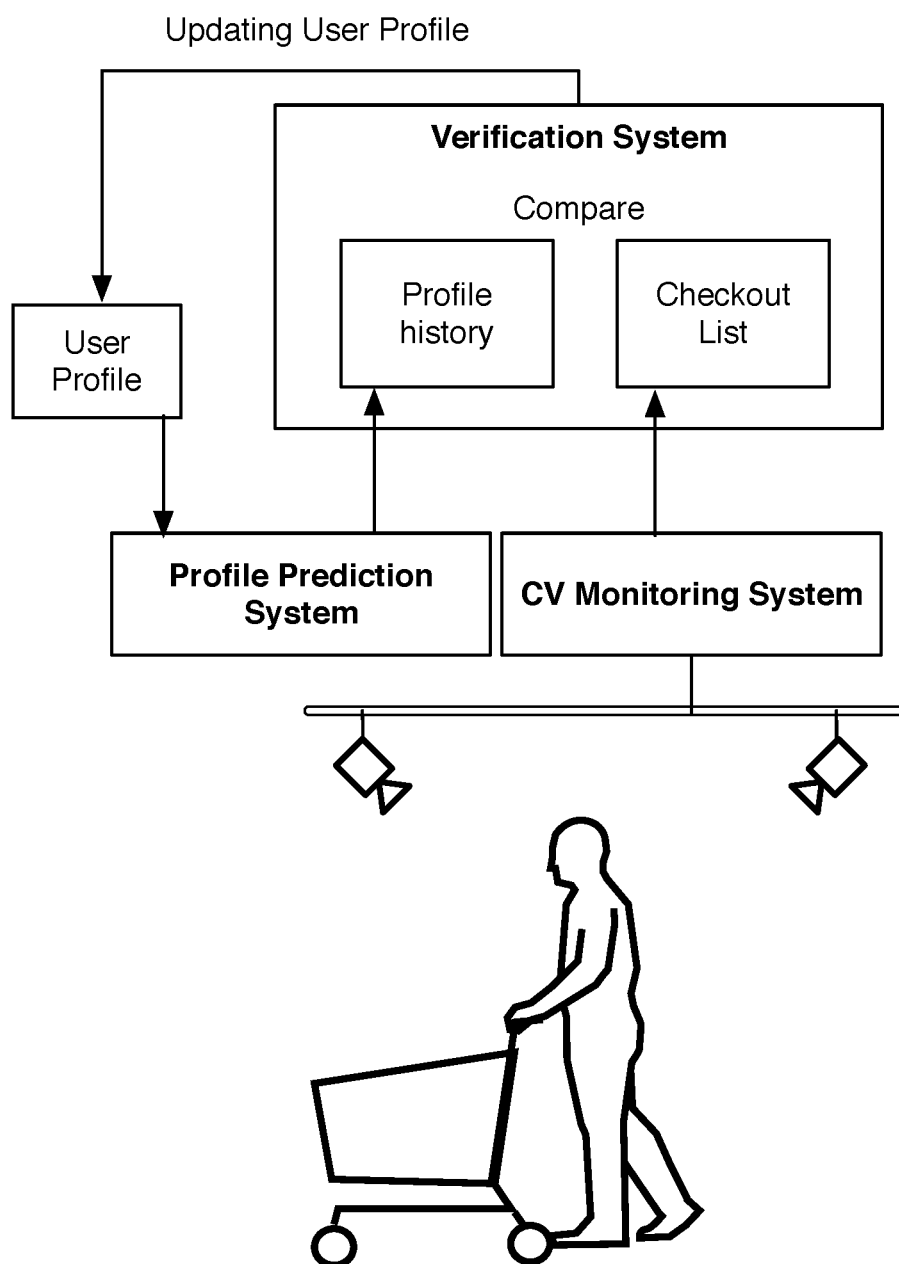 Updating User Profile
Verification System
Compare
Profile
history
Checkout
List
User
Profile
Profile Prediction
System
CV Monitoring System